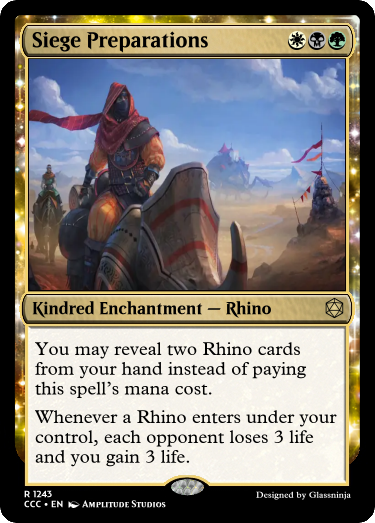 Siege Preparations
Kindred Enchantment — Rhino
You may reveal two Rhino cards
from your hand instead of paying
this spell's mana cost.
Whenever a Rhino enters under your
control, each opponent loses 3 life
and you gain 3 life.
R 1243
CCC • EN Amplitude Studios
Designed by Glassninja